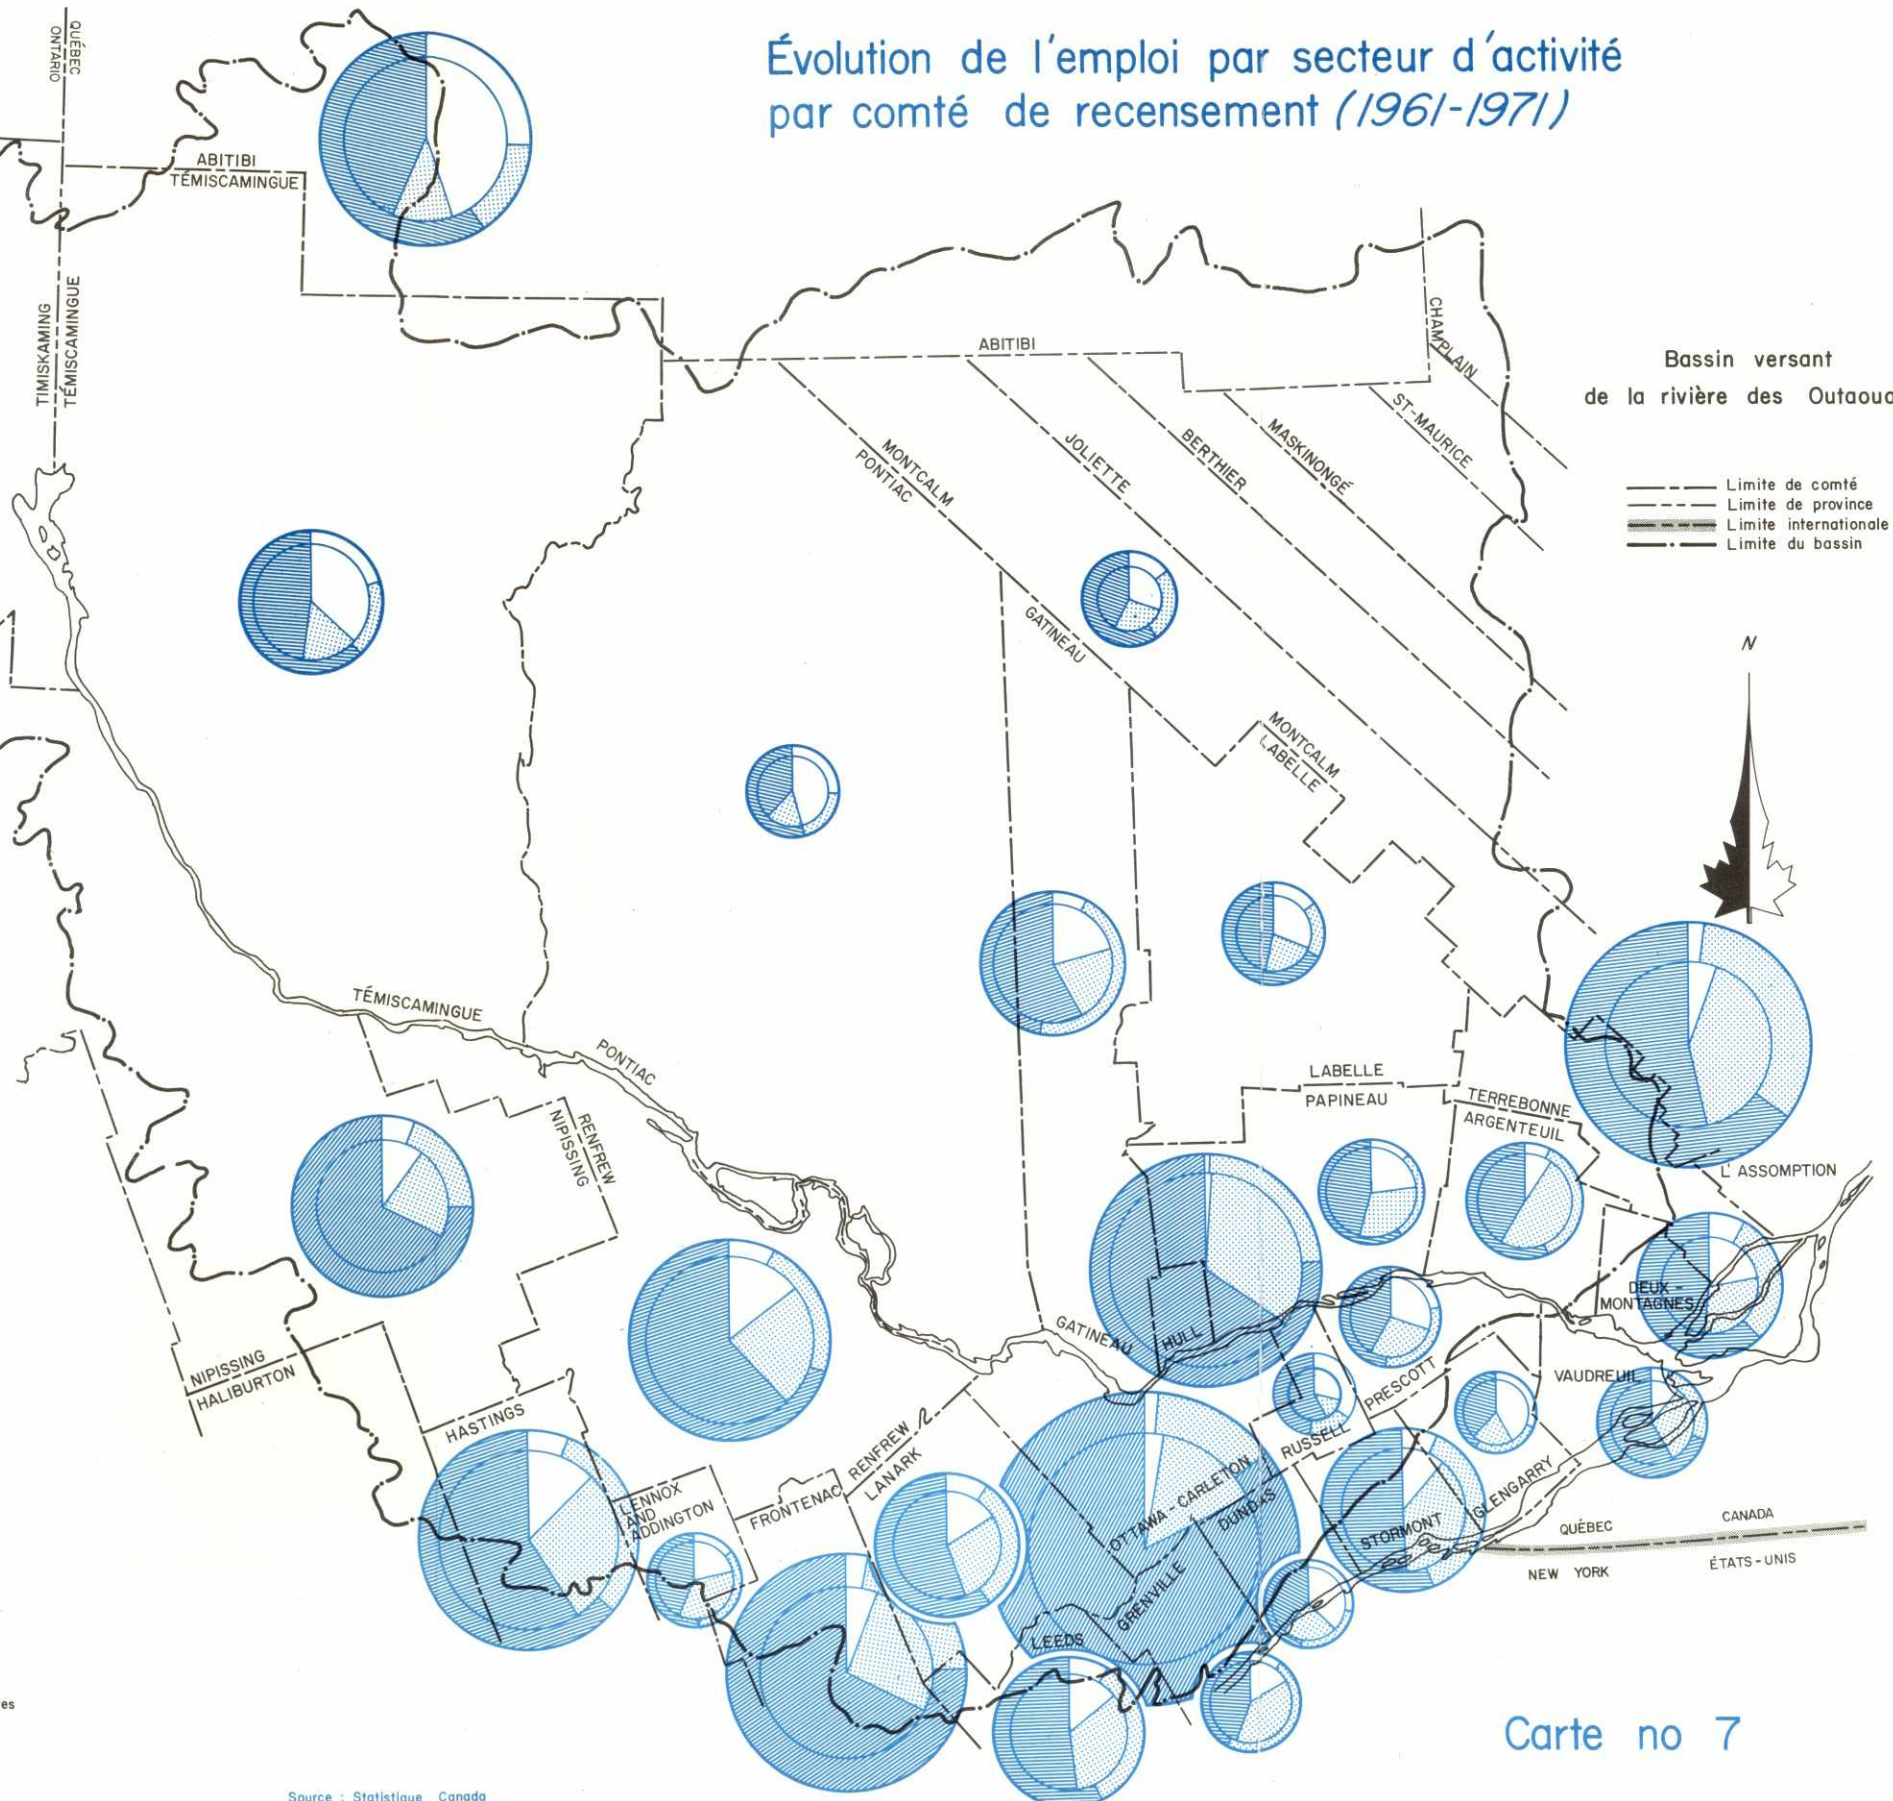 Évolution de l'emploi par secteur d'activité
par comté de recensement (1961-1971)
QUÉBEC
ONTARIO
ABITIBI
TÉMISCAMINGUE
TIMISKAMING
TÉMISCAMINGUE
ABITIBI
CHAMPLAIN
ST-MAURICE
MASKINONGÉ
BERTHIER
JOLIETTE
MONTCALM
PONTIAC
Bassin versant
de la rivière des Outaoua
Limite de comté
Limite de province
Limite internationale
Limite du bassin
N
GATINEAU
MONTCALM
LABELLE
TÉMISCAMINGUE
PONTIAC
LABELLE
PAPINEAU
TERREBONNE
ARGENTEUIL
L'ASSOMPTION
RENFREW
NIPISSING
DEUX-
MONTAGNES
GATINEAU
HULL
NIPISSING
HALIBURTON
VAUDREUIL
PRESCOTT
RUSSELL
HASTINGS
RENFREW
LANARK
LENNOX
AND
ADDINGTON
FRONTENAC
OTTAWA-CARLETON
DUNDAS
STORMONT
GLENGARRY
QUÉBEC
CANADA
NEW YORK
ÉTATS-UNIS
GRENVILLE
LEEDS
es
Carte no 7
Source : Statistique Canada